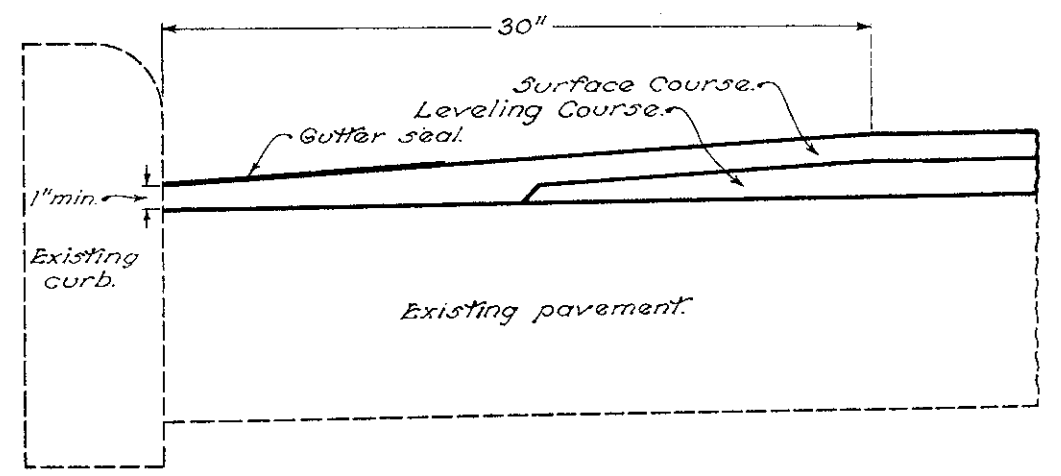 30"
Surface Course.
Leveling Course.
Gutter seal.
1" min.
Existing
curb.
Existing pavement.